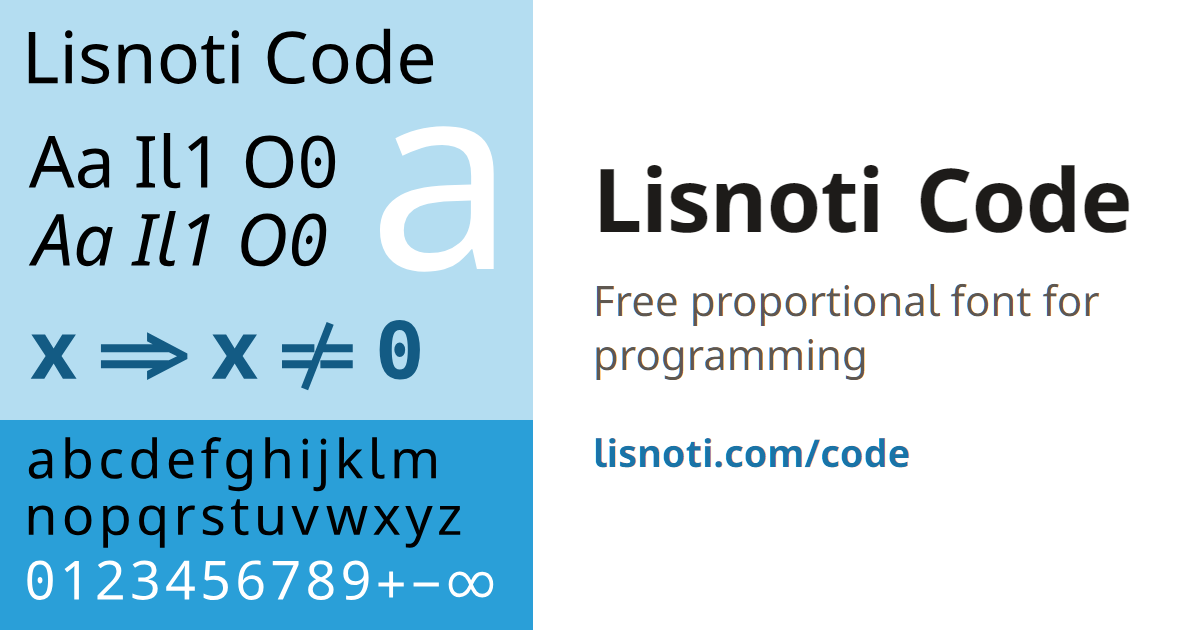 Lisnoti Code
Aa Il1 O0
Aa Il1 O0
a
x ⇒ x ≠ 0
abcdefghijklm
nopqrstuvwxyz
0123456789+−∞
Lisnoti Code
Free proportional font for
programming
lisnoti.com/code